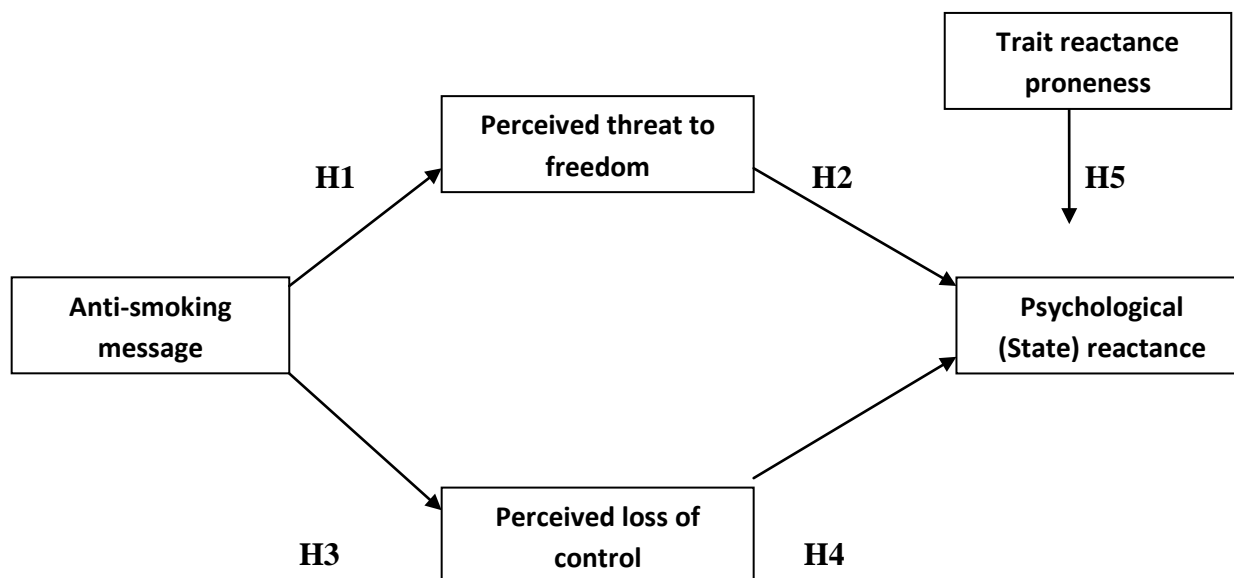 Trait reactance
proneness
Perceived threat to
freedom
H1
H2
H5
Anti-smoking
message
Psychological
(State) reactance
Perceived loss of
control
H3
H4